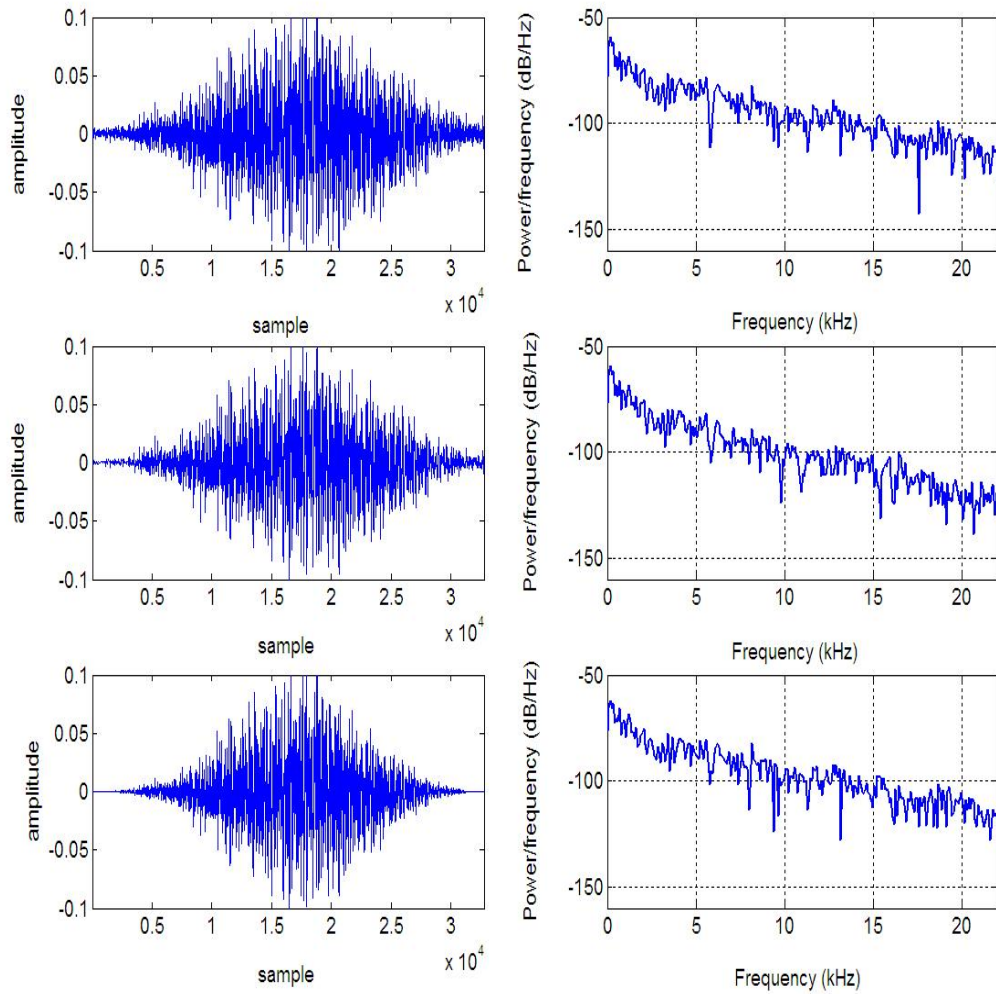 amplitude
0.1
0.05
0
-0.05
-0.1
0.5 1 1.5 2 2.5 3
x 10^4
sample
Power/frequency (dB/Hz)
-50
-100
-150
0 5 10 15 20
Frequency (kHz)
amplitude
0.1
0.05
0
-0.05
-0.1
0.5 1 1.5 2 2.5 3
x 10^4
sample
Power/frequency (dB/Hz)
-50
-100
-150
0 5 10 15 20
Frequency (kHz)
amplitude
0.1
0.05
0
-0.05
-0.1
0.5 1 1.5 2 2.5 3
x 10^4
sample
Power/frequency (dB/Hz)
-50
-100
-150
0 5 10 15 20
Frequency (kHz)